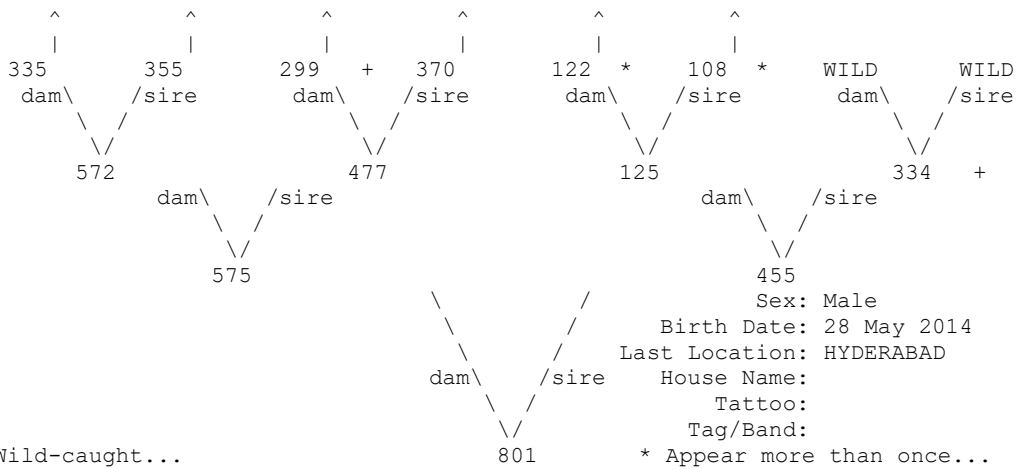 ^ ^ ^ ^ ^ ^
| | | | | |
335 355 299 + 370 122 * 108 * WILD WILD
dam\ /sire dam\ /sire dam\ /sire dam\ /sire
\ / \ / \ / \ /
\/ \/ \/ \/
572 477 125 334 +
dam\ /sire dam\ /sire
\ / \ /
\/ \/
575 455
\ / Sex: Male
\ / Birth Date: 28 May 2014
\ / Last Location: HYDERABAD
dam\ /sire House Name:
\ / Tattoo:
\/ Tag/Band:
Wild-caught... 801 * Appear more than once...